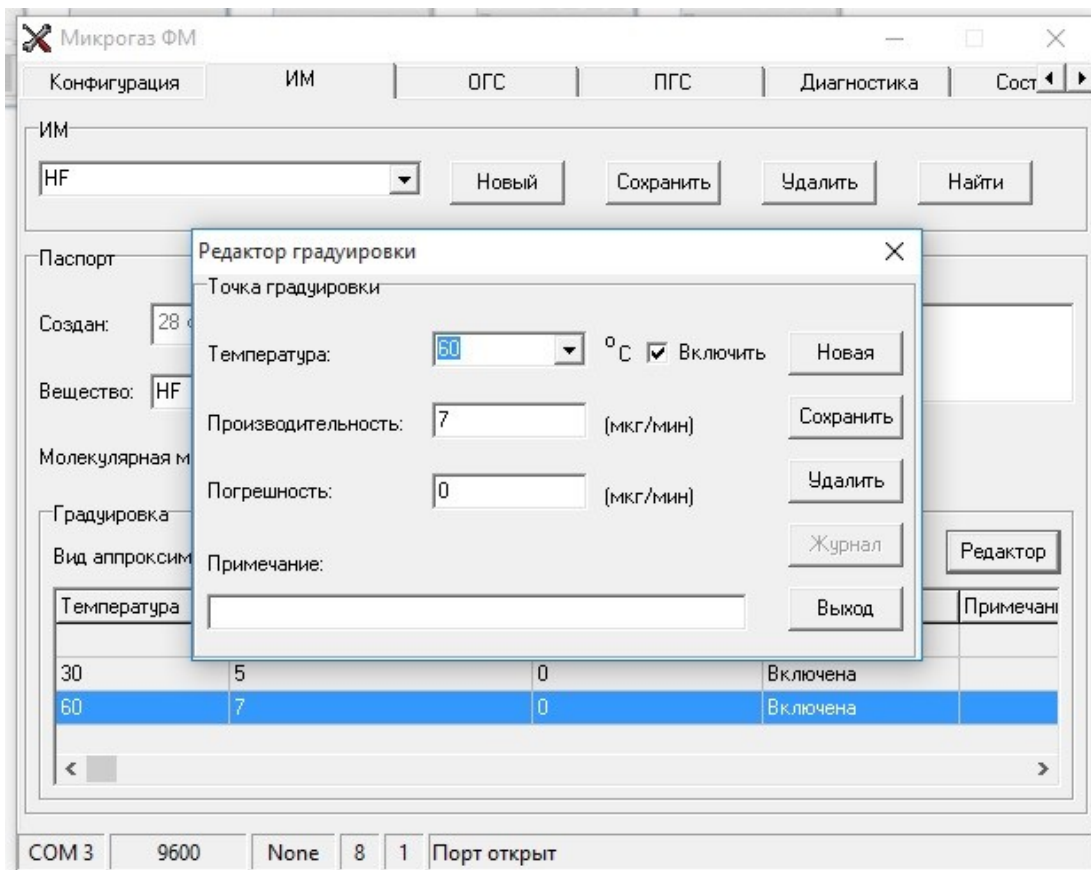 Микрогаз ФМ
Конфигурация ИМ ОГС ПГС Диагностика Сост
ИМ
HF Новый Сохранить Удалить Найти
Паспорт
Создан: 28
Вещество: HF
Молекулярная м
Градуировка
Вид аппроксим Редактор
Редактор градуировки
Точка градуировки
Температура: 60 °C Включить Новая
Производительность: 7 (мкг/мин) Сохранить
Погрешность: 0 (мкг/мин) Удалить
Журнал
Примечание:
Выход
Температура Примечани
30 5 0 Включена
60 7 0 Включена
COM 3 9600 None 8 1 Порт открыт